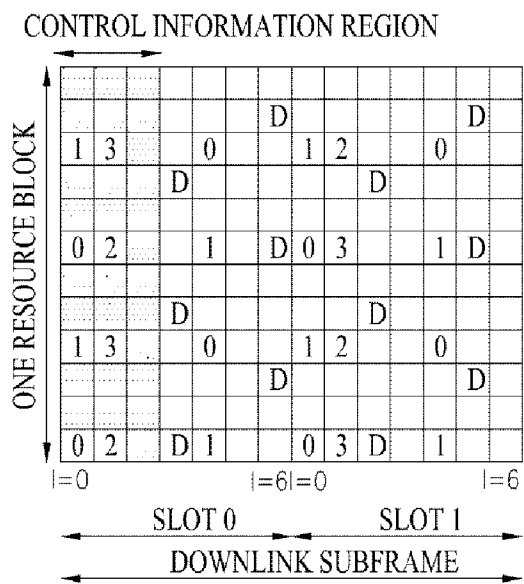 CONTROL INFORMATION REGION
ONE RESOURCE BLOCK
D D
1 3 0 1 2 0
D D
0 2 1 D 0 3 1 D
D D
1 3 0 1 2 0
D D
0 2 D 1 0 3 D 1
l=0 l=6 l=0 l=6
SLOT 0 SLOT 1
DOWNLINK SUBFRAME